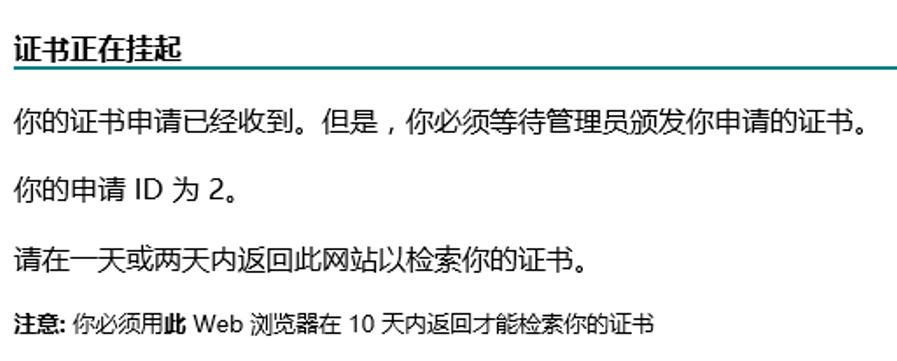 证书正在挂起
你的证书申请已经收到。但是，你必须等待管理员颁发你申请的证书。
你的申请 ID 为 2。
请在一天或两天内返回此网站以检索你的证书。
注意: 你必须用此 Web 浏览器在 10 天内返回才能检索你的证书